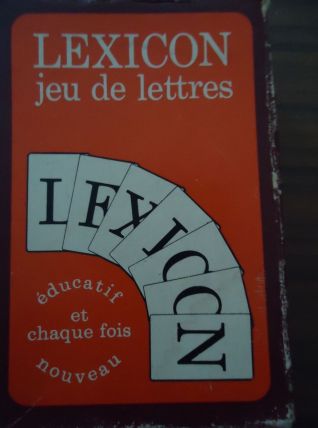 LEXICON
jeu de lettres
LEXICON
éducatif
et
chaque fois
nouveau